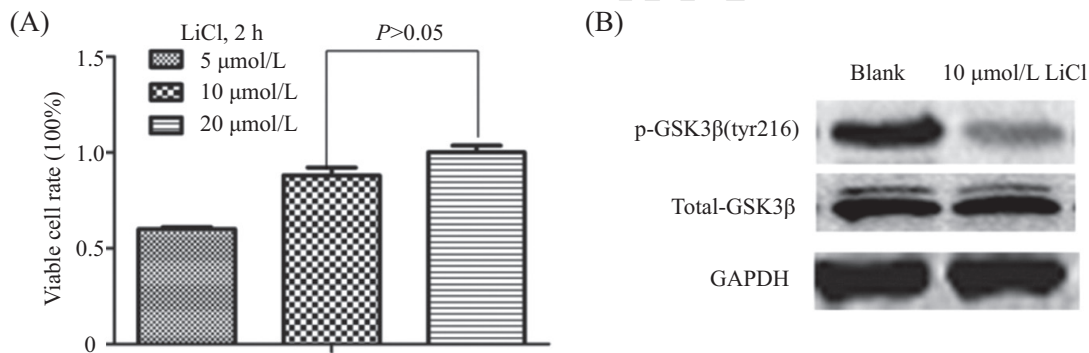 (A)
LiCl, 2 h
5 μmol/L
10 μmol/L
20 μmol/L
P>0.05
Viable cell rate (100%)
1.5
1.0
0.5
0
(B)
Blank 10 μmol/L LiCl
p-GSK3β(tyr216)
Total-GSK3β
GAPDH